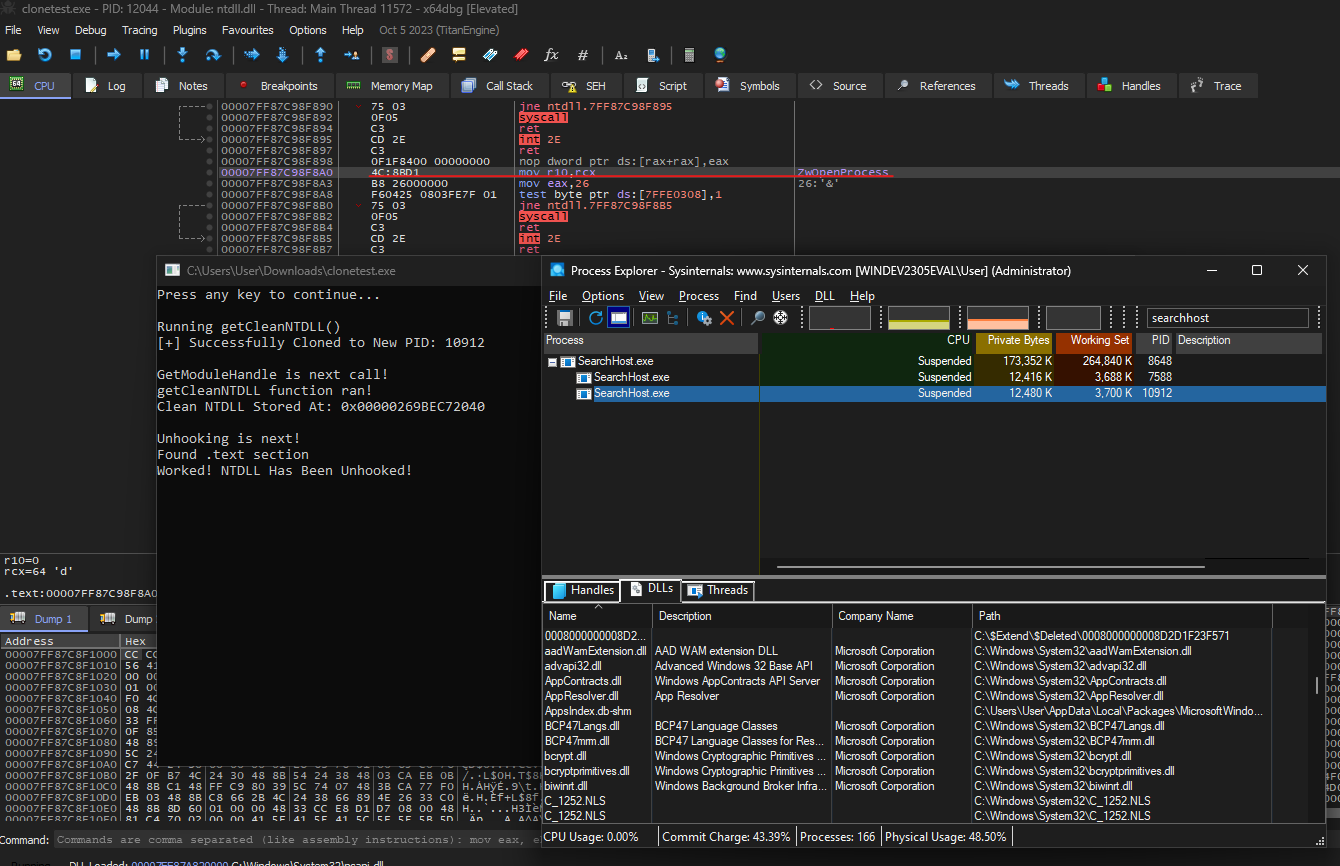 clonetest.exe - PID: 12044 - Module: ntdll.dll - Thread: Main Thread 11572 - x64dbg [Elevated]
File View Debug Tracing Plugins Favourites Options Help Oct 5 2023 (TitanEngine)
CPU Log Notes Breakpoints Memory Map Call Stack SEH Script Symbols Source References Threads Handles Trace
00007FF87C98F890 75 03 jne ntdll.7FF87C98F895
00007FF87C98F892 0F05 syscall
00007FF87C98F894 C3 ret
00007FF87C98F895 CD 2E int 2E
00007FF87C98F897 C3 ret
00007FF87C98F898 0F1F8400 00000000 nop dword ptr ds:[rax+rax],eax
00007FF87C98F8A0 4C:8BD1 mov r10,rcx ZwOpenProcess
00007FF87C98F8A3 B8 26000000 mov eax,26 26:'&'
00007FF87C98F8A8 F60425 0803FE7F 01 test byte ptr ds:[7FFE0308],1
00007FF87C98F8B0 75 03 jne ntdll.7FF87C98F8B5
00007FF87C98F8B2 0F05 syscall
00007FF87C98F8B4 C3 ret
00007FF87C98F8B5 CD 2E int 2E
00007FF87C98F8B7 C3 ret
C:\Users\User\Downloads\clonetest.exe
Press any key to continue...
Running getCleanNTDLL()
[+] Successfully Cloned to New PID: 10912
GetModuleHandle is next call!
getCleanNTDLL function ran!
Clean NTDLL Stored At: 0x00000269BEC72040
Unhooking is next!
Found .text section
Worked! NTDLL Has Been Unhooked!
Process Explorer - Sysinternals: www.sysinternals.com [WINDEV2305EVAL\User] (Administrator)
File Options View Process Find Users DLL Help
searchhost
Process CPU Private Bytes Working Set PID Description
SearchHost.exe Suspended 173,352 K 264,840 K 8648
SearchHost.exe Suspended 12,416 K 3,688 K 7588
SearchHost.exe Suspended 12,480 K 3,700 K 10912
Handles DLLs Threads
Name Description Company Name Path
0008000000008D2... C:\$Extend\$Deleted\0008000000008D2D1F23F571
aadWamExtension.dll AAD WAM extension DLL Microsoft Corporation C:\Windows\System32\aadWamExtension.dll
advapi32.dll Advanced Windows 32 Base API Microsoft Corporation C:\Windows\System32\advapi32.dll
AppContracts.dll Windows AppContracts API Server Microsoft Corporation C:\Windows\System32\AppContracts.dll
AppResolver.dll App Resolver Microsoft Corporation C:\Windows\System32\AppResolver.dll
AppsIndex.db-shm C:\Users\User\AppData\Local\Packages\MicrosoftWindo...
BCP47Langs.dll BCP47 Language Classes Microsoft Corporation C:\Windows\System32\BCP47Langs.dll
BCP47mm.dll BCP47 Language Classes for Res... Microsoft Corporation C:\Windows\System32\BCP47mm.dll
bcrypt.dll Windows Cryptographic Primitives ... Microsoft Corporation C:\Windows\System32\bcrypt.dll
bcryptprimitives.dll Windows Cryptographic Primitives ... Microsoft Corporation C:\Windows\System32\bcryptprimitives.dll
biwinrt.dll Windows Background Broker Infra... Microsoft Corporation C:\Windows\System32\biwinrt.dll
C_1252.NLS C:\Windows\System32\C_1252.NLS
C_1252.NLS C:\Windows\System32\C_1252.NLS
CPU Usage: 0.00% Commit Charge: 43.39% Processes: 166 Physical Usage: 48.50%
r10=0
rcx=64 'd'
.text:00007FF87C98F8A0
Dump 1 Dump
Address Hex
00007FF87C8F1000 CC CC
00007FF87C8F1010 56 41
00007FF87C8F1020 00 00
00007FF87C8F1030 01 00
00007FF87C8F1040 F0 4C
00007FF87C8F1050 08 4C
00007FF87C8F1060 33 FF
00007FF87C8F1070 0F 85
00007FF87C8F1080 48 85
00007FF87C8F1090 5C 24
00007FF87C8F10A0 C7 44
00007FF87C8F10B0 2F 0F B7 4C 24 30 48 8B 54 24 38 48 03 CA EB 0B
00007FF87C8F10C0 48 8B C1 48 FF C9 80 39 5C 74 07 48 3B CA 77 F0
00007FF87C8F10D0 EB 03 48 8B C8 66 2B 4C 24 38 66 89 4E 26 33 C0
00007FF87C8F10E0 48 8B 8D 60 01 00 00 48 33 CC E8 D1 D7 08 00 48
Command: Commands are comma separated (like assembly instructions): mov eax, e
DLL Loaded: 00007FF87A820000 C:\Windows\System32\psapi.dll